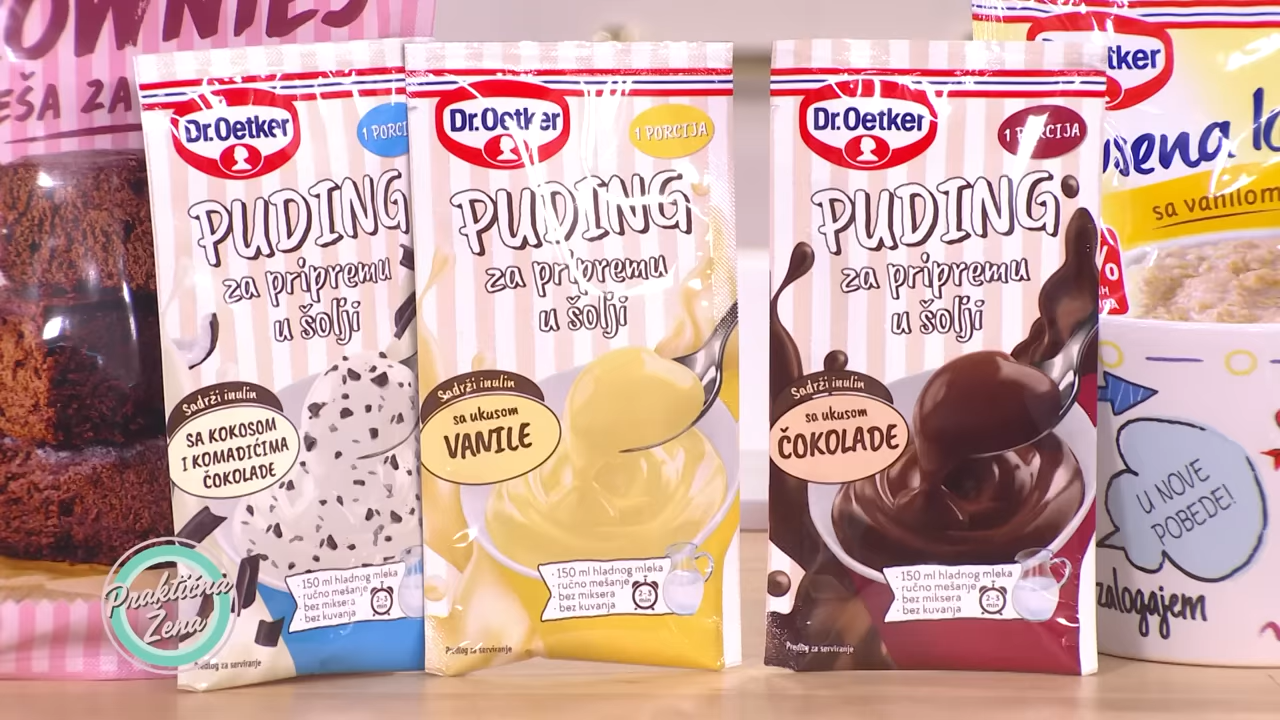 Dr.Oetker
1 PORCI
PUDING
za pripremu
u šolji
Sadrži inulin
SA KOKOSOM
I KOMADIĆIMA
ČOKOLADE
· 150 ml hladnog mleka
· ručno mešanje
· bez miksera
· bez kuvanja
2-3
min
Predlog za serviranje
Dr.Oetker
1 PORCIJA
PUDING
za pripremu
u šolji
Sadrži inulin
sa ukusom
VANILE
· 150 ml hladnog mleka
· ručno mešanje
· bez miksera
· bez kuvanja
2-3
min
Predlog za serviranje
Dr.Oetker
1 PORCIJA
PUDING
za pripremu
u šolji
Sadrži inulin
sa ukusom
ČOKOLADE
· 150 ml hladnog mleka
· ručno mešanje
· bez miksera
· bez kuvanja
2-3
min
Predlog za serviranje
OWNIES
EŠA ZA
tker
sena
sa vanilom
U NOVE
POBEDE!
zalogajem
Praktična
Žena